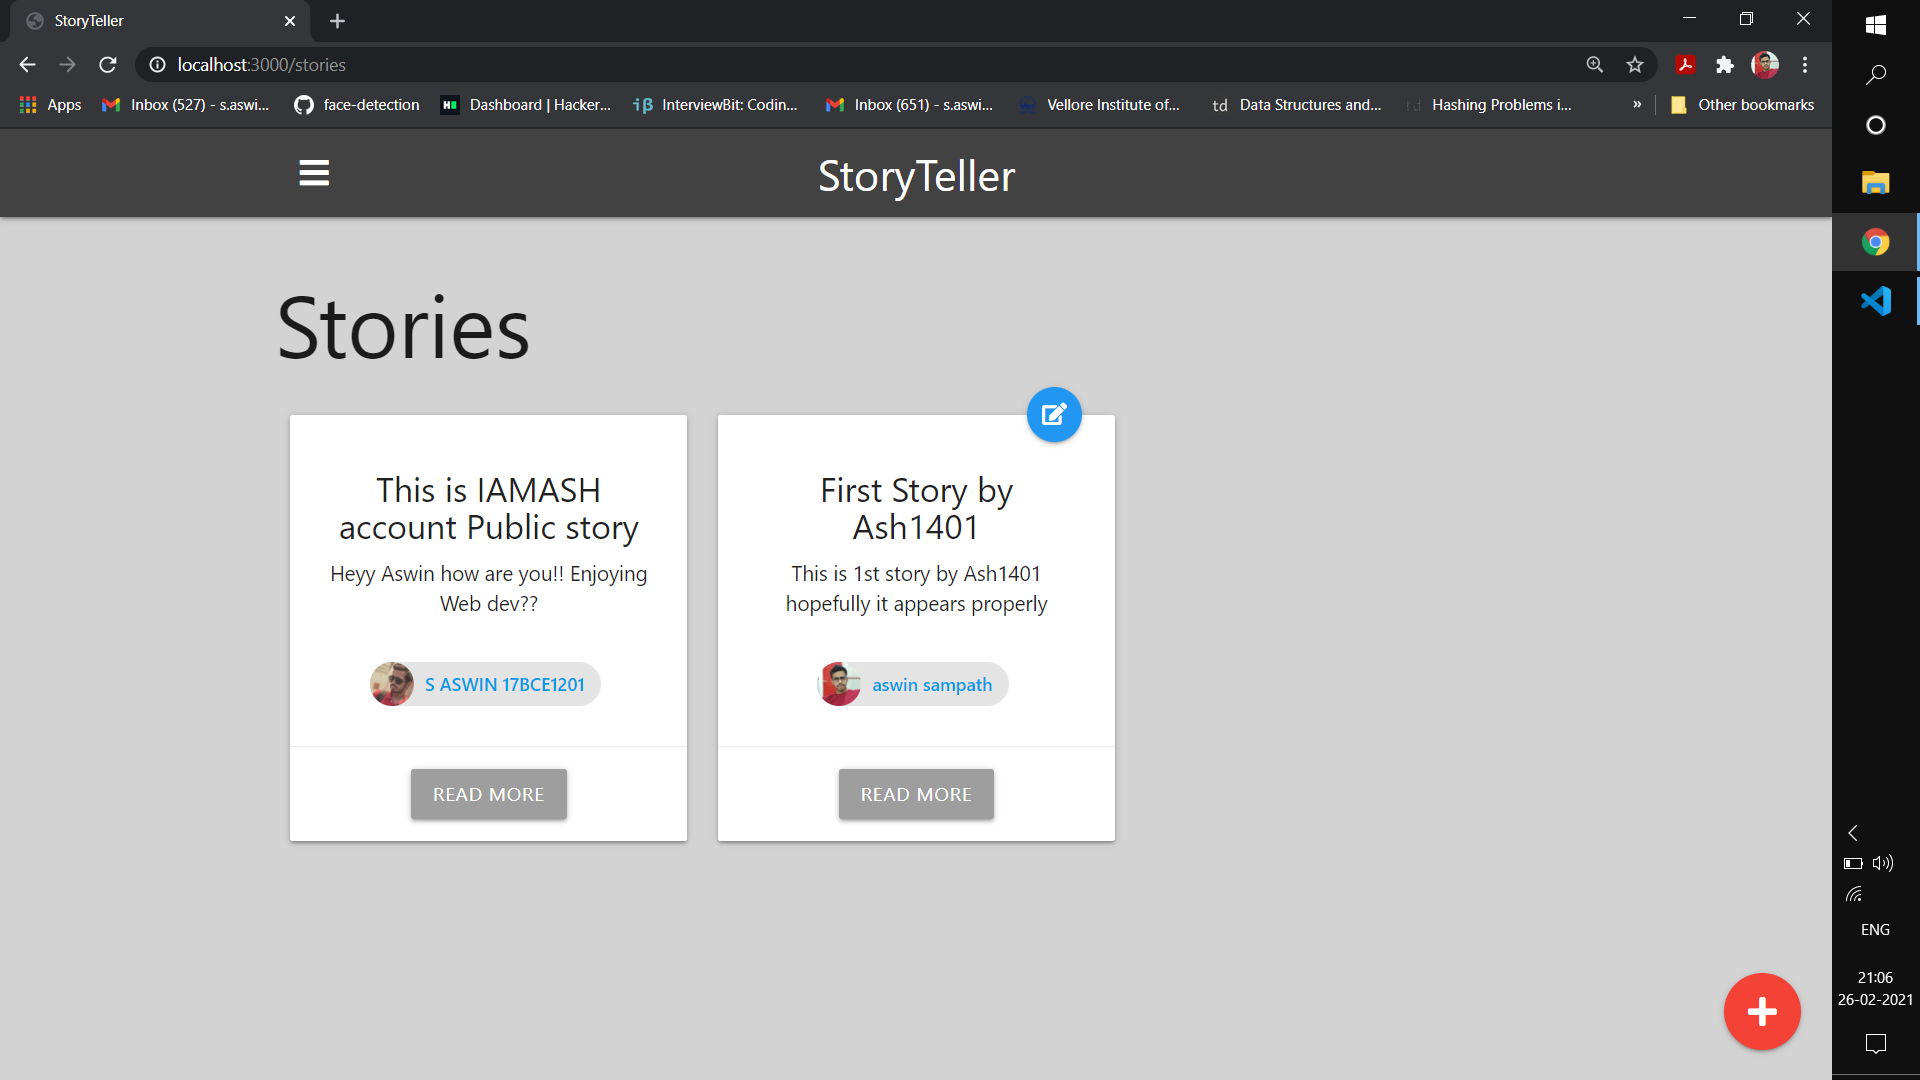 StoryTeller
localhost:3000/stories
Apps
Inbox (527) - s.aswi...
face-detection
Dashboard | Hacker...
InterviewBit: Codin...
Inbox (651) - s.aswi...
Vellore Institute of...
td Data Structures and...
Hashing Problems i...
»
Other bookmarks
StoryTeller
Stories
This is IAMASH
account Public story
Heyy Aswin how are you!! Enjoying
Web dev??
S ASWIN 17BCE1201
READ MORE
First Story by
Ash1401
This is 1st story by Ash1401
hopefully it appears properly
aswin sampath
READ MORE
ENG
21:06
26-02-2021